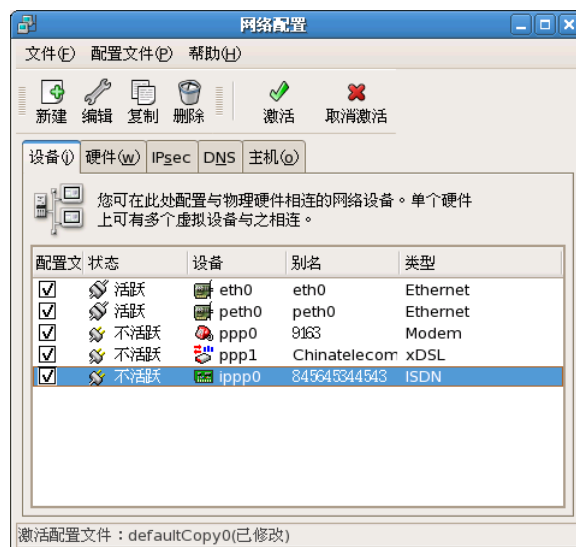 网络配置
文件(F) 配置文件(P) 帮助(H)
新建 编辑 复制 删除 激活 取消激活
设备(i) 硬件(w) IPsec DNS 主机(o)
您可在此处配置与物理硬件相连的网络设备。单个硬件
上可有多个虚拟设备与之相连。
配置文 状态 设备 别名 类型
活跃 eth0 eth0 Ethernet
活跃 peth0 peth0 Ethernet
不活跃 ppp0 9163 Modem
不活跃 ppp1 Chinatelecom xDSL
不活跃 ippp0 845645344543 ISDN
激活配置文件：defaultCopy0(已修改)